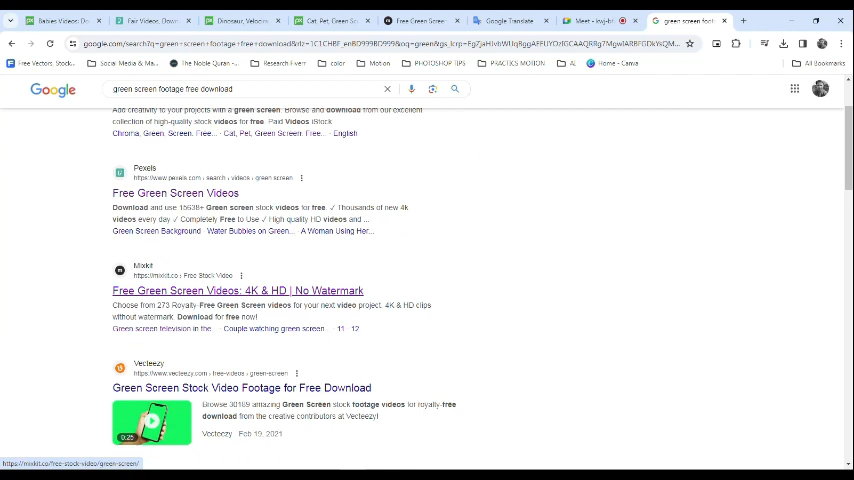 Babies Videos: Do
Fair Videos, Down
Dinosaur, Velocira
Cat, Pet, Green Sc
Free Green Screen
Google Translate
Meet
green screen foot
google.com/search?q=green+screen+footage+free+download
Free Vectors, Stock...
Social Media & Ma...
The Noble Quran -...
Research Fiverr
color
Motion
PHOTOSHOP TIPS
PRACTICS MOTION
AI
Home - Canva
All Bookmarks
Google
green screen footage free download
Add creativity to your projects with a green screen. Browse and download from our excellent
collection of high-quality stock videos for free. Paid Videos iStock
Chroma, Green, Screen, Free... · Cat, Pet, Green Screen, Free... · English
Pexels
https://www.pexels.com › search › videos › green screen
Free Green Screen Videos
Download and use 15638+ Green screen stock videos for free. ✓ Thousands of new 4k
videos every day ✓ Completely Free to Use ✓ High quality HD videos and ...
Green Screen Background · Water Bubbles on Green... · A Woman Using Her...
Mixkit
https://mixkit.co › Free Stock Video
Free Green Screen Videos: 4K & HD | No Watermark
Choose from 273 Royalty-Free Green Screen videos for your next video project. 4K & HD clips
without watermark. Download for free now!
Green screen television in the... · Couple watching green screen... · 11 · 12
Vecteezy
https://www.vecteezy.com › free-videos › green-screen
Green Screen Stock Video Footage for Free Download
Browse 30189 amazing Green Screen stock footage videos for royalty-free
download from the creative contributors at Vecteezy!
0:25
Vecteezy · Feb 19, 2021
https://mixkit.co/free-stock-video/green-screen/